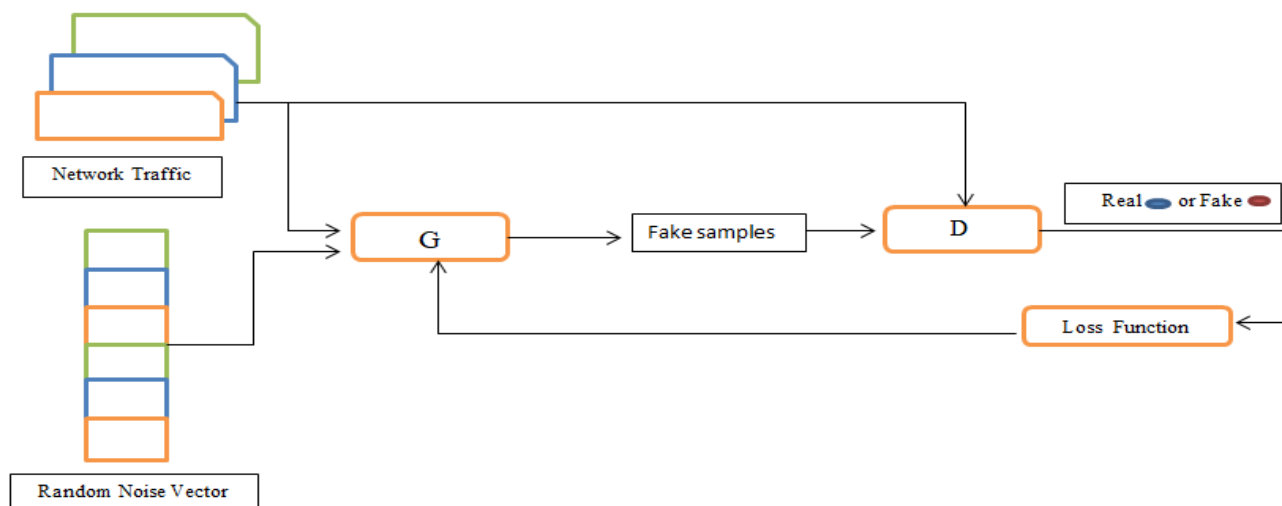 Network Traffic
G
Fake samples
D
Real or Fake
Loss Function
Random Noise Vector